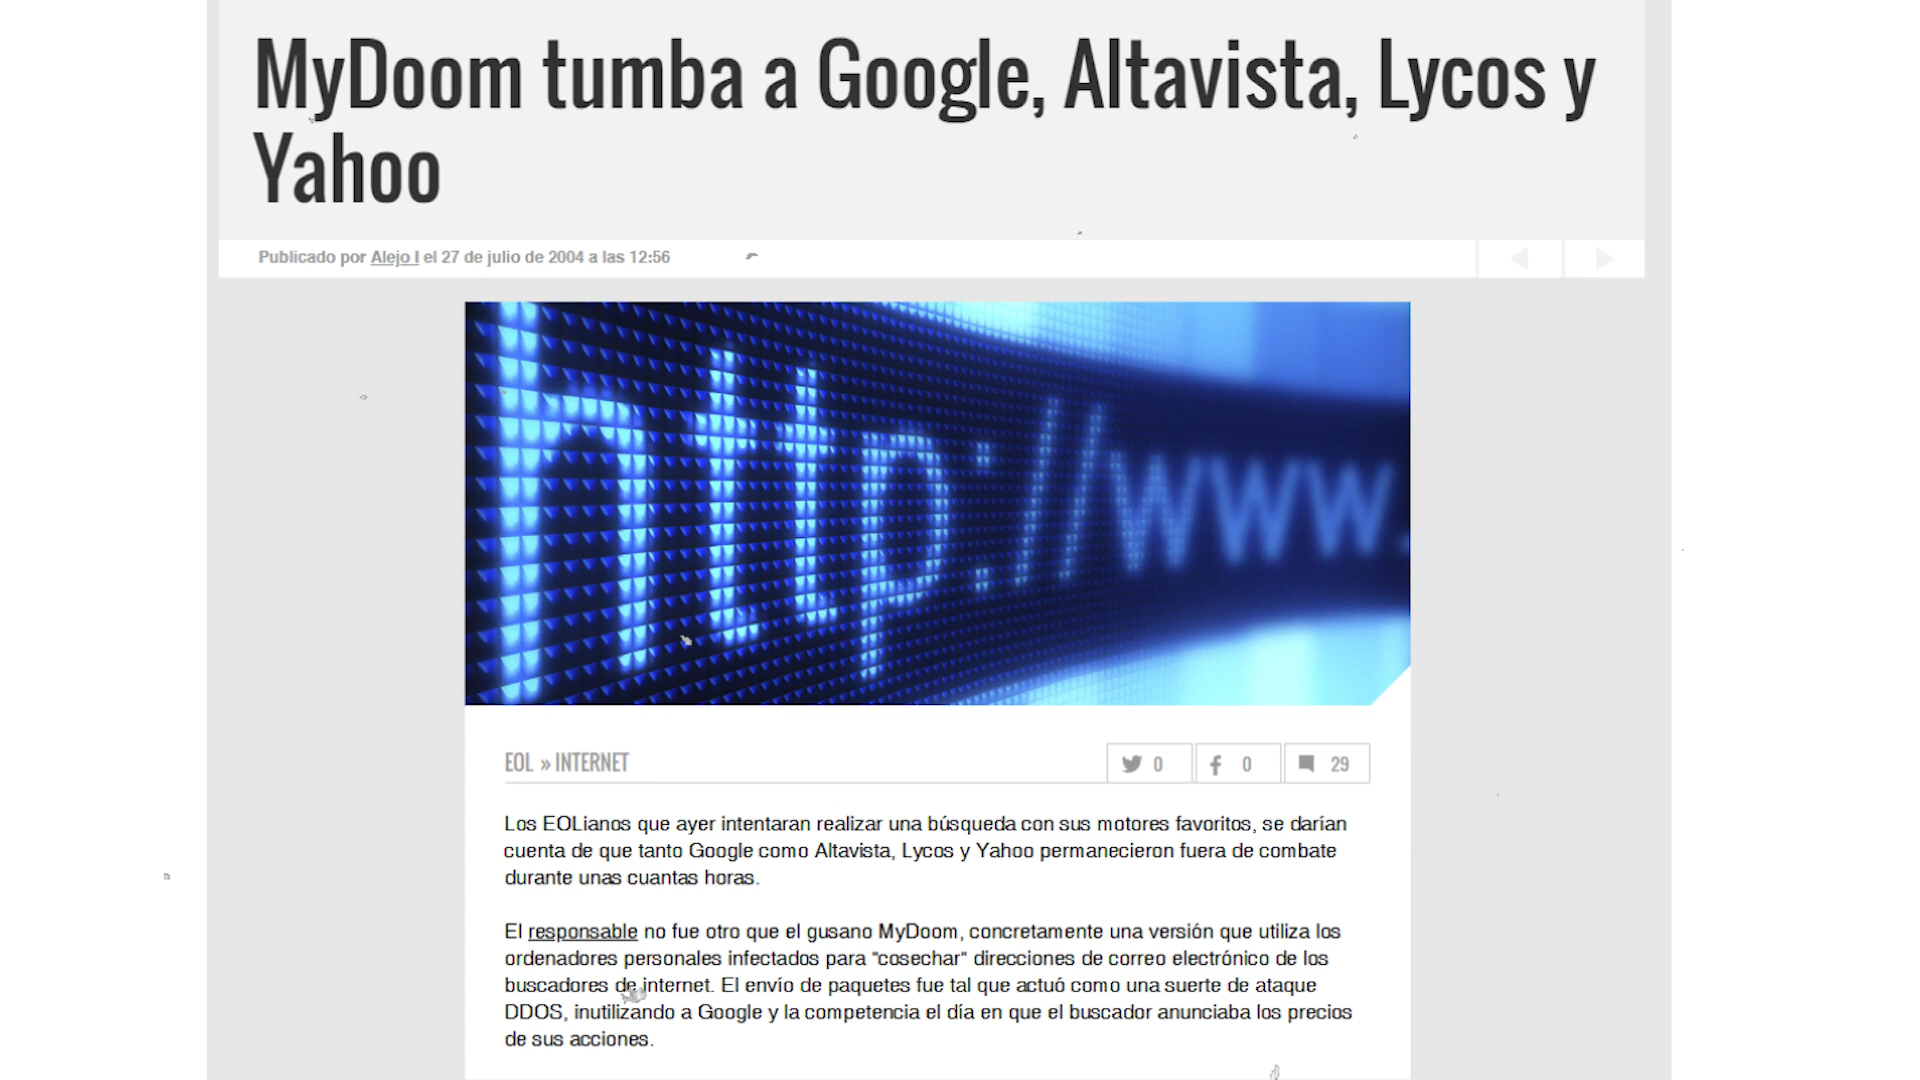 MyDoom tumba a Google, Altavista, Lycos y
Yahoo
Publicado por Alejo I el 27 de julio de 2004 a las 12:56
http://www.
EOL » INTERNET
0
0
29
Los EOLianos que ayer intentaran realizar una búsqueda con sus motores favoritos, se darían
cuenta de que tanto Google como Altavista, Lycos y Yahoo permanecieron fuera de combate
durante unas cuantas horas.
El responsable no fue otro que el gusano MyDoom, concretamente una versión que utiliza los
ordenadores personales infectados para "cosechar" direcciones de correo electrónico de los
buscadores de internet. El envío de paquetes fue tal que actuó como una suerte de ataque
DDOS, inutilizando a Google y la competencia el día en que el buscador anunciaba los precios
de sus acciones.